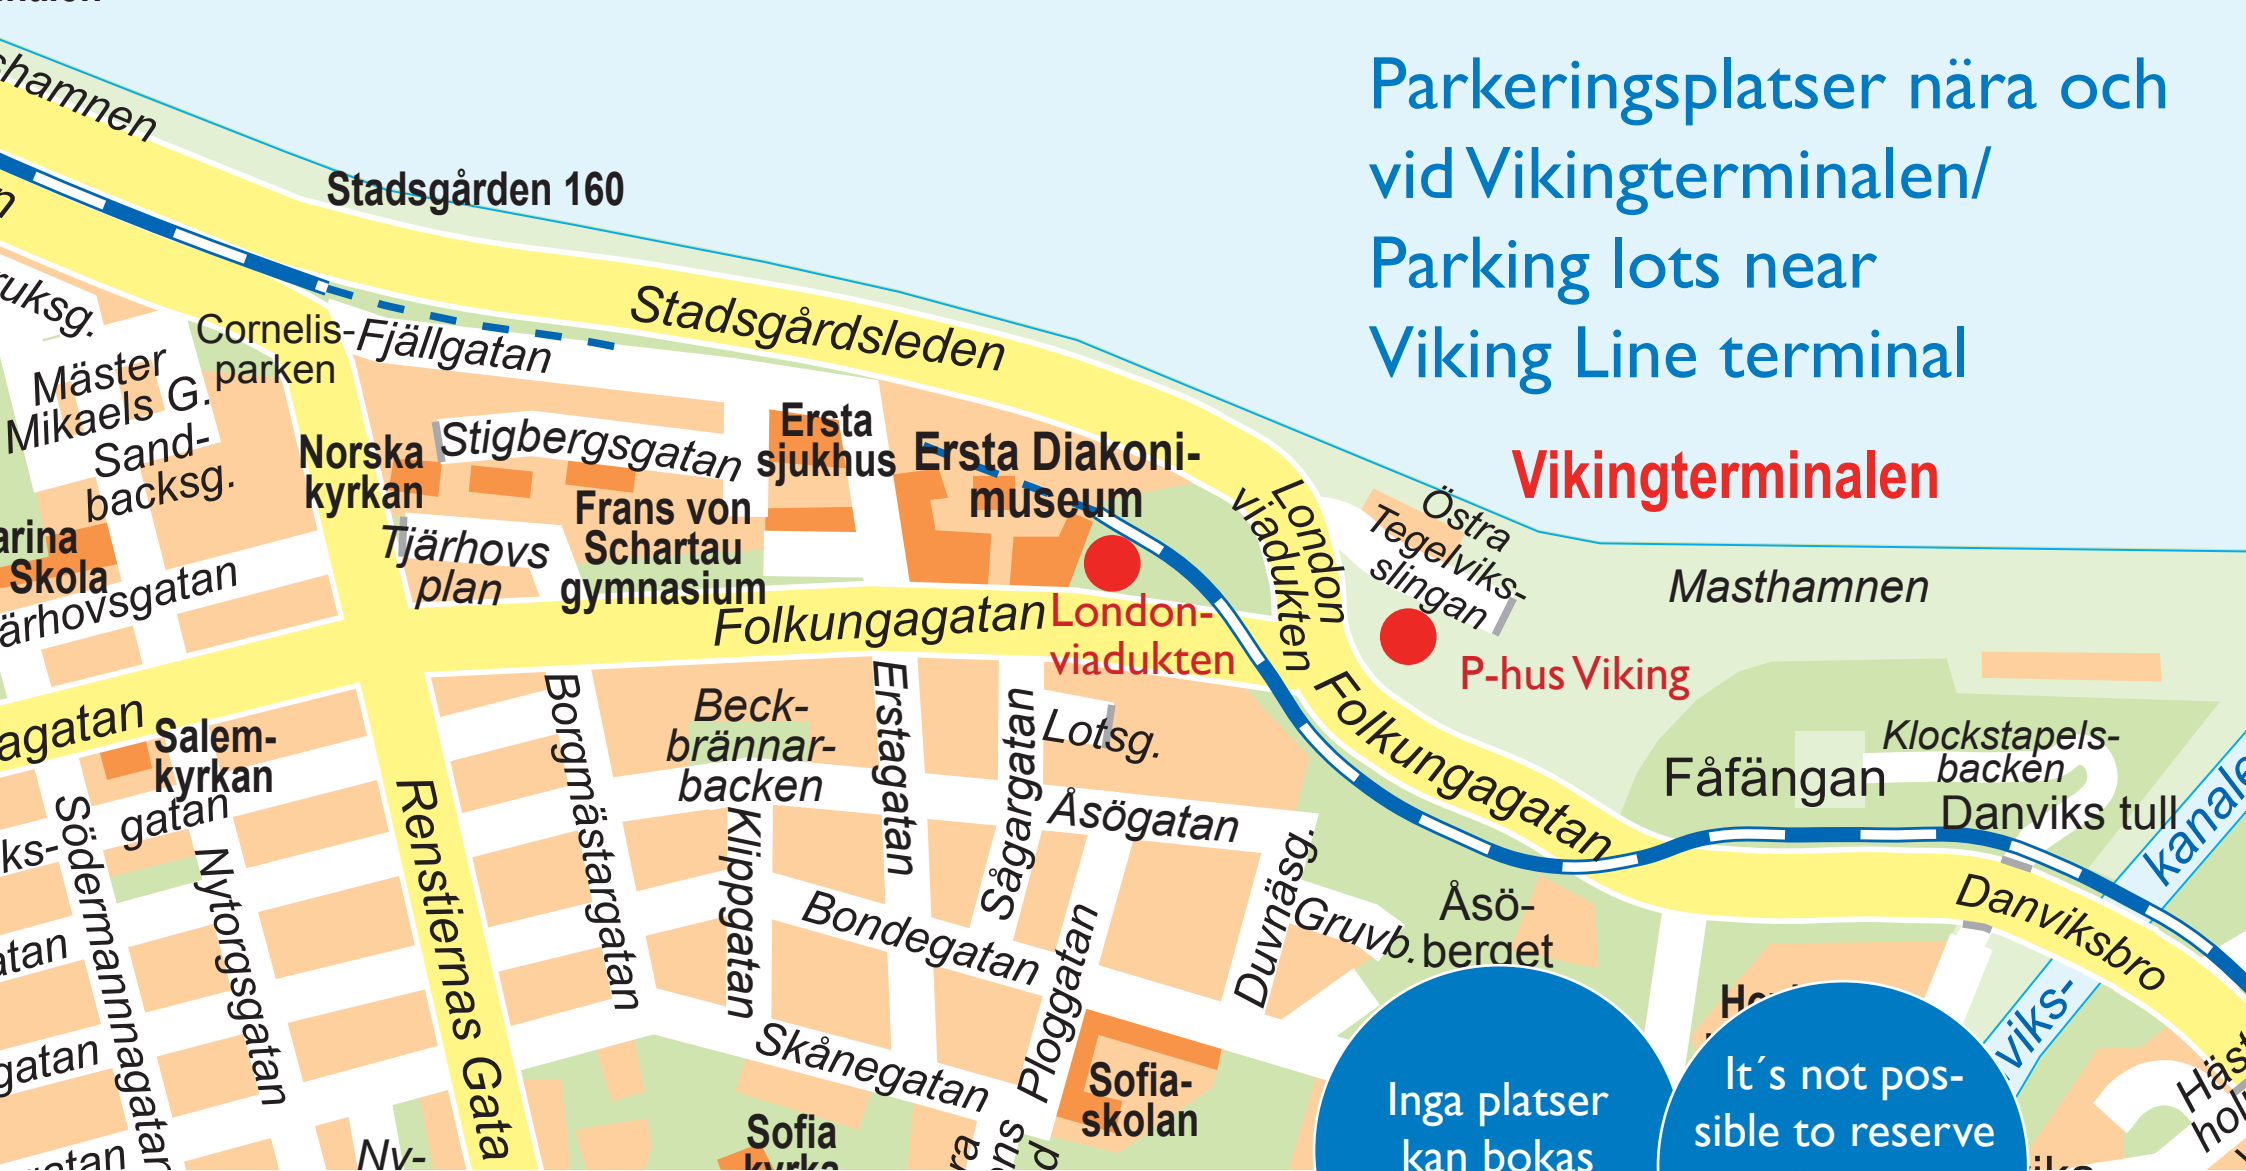 Parkeringsplatser nära och
vid Vikingterminalen/
Parking lots near
Viking Line terminal
Stadsgården 160
Stadsgårdsleden
Cornelis-
parken
Fjällgatan
Mäster
Mikaels G.
Sand-
backsg.
Norska
kyrkan
Stigbergsgatan
Ersta
sjukhus
Ersta Diakoni-
museum
Frans von
Schartau
gymnasium
Tjärhovs
plan
Skola
London
viadukten
Östra
Tegelviks-
slingan
Vikingterminalen
Masthamnen
Folkungagatan
London-
viadukten
P-hus Viking
Folkungagatan
Salem-
kyrkan
gatan
Södermannnagatan
Nytorgsgatan
Renstiernas Gata
Borgmästargatan
Beck-
brännar-
backen
Klippgatan
Erstagatan
Sågargatan
Lotsg.
Åsögatan
Bondegatan
Ploggatan
Duvnäsg.
Gruvb.
Skånegatan
Åsö-
berget
Fåfängan
Klockstapels-
backen
Danviks tull
Danviksbro
Sofia-
skolan
Sofia
kyrka
Inga platser
kan bokas
It´s not pos-
sible to reserve